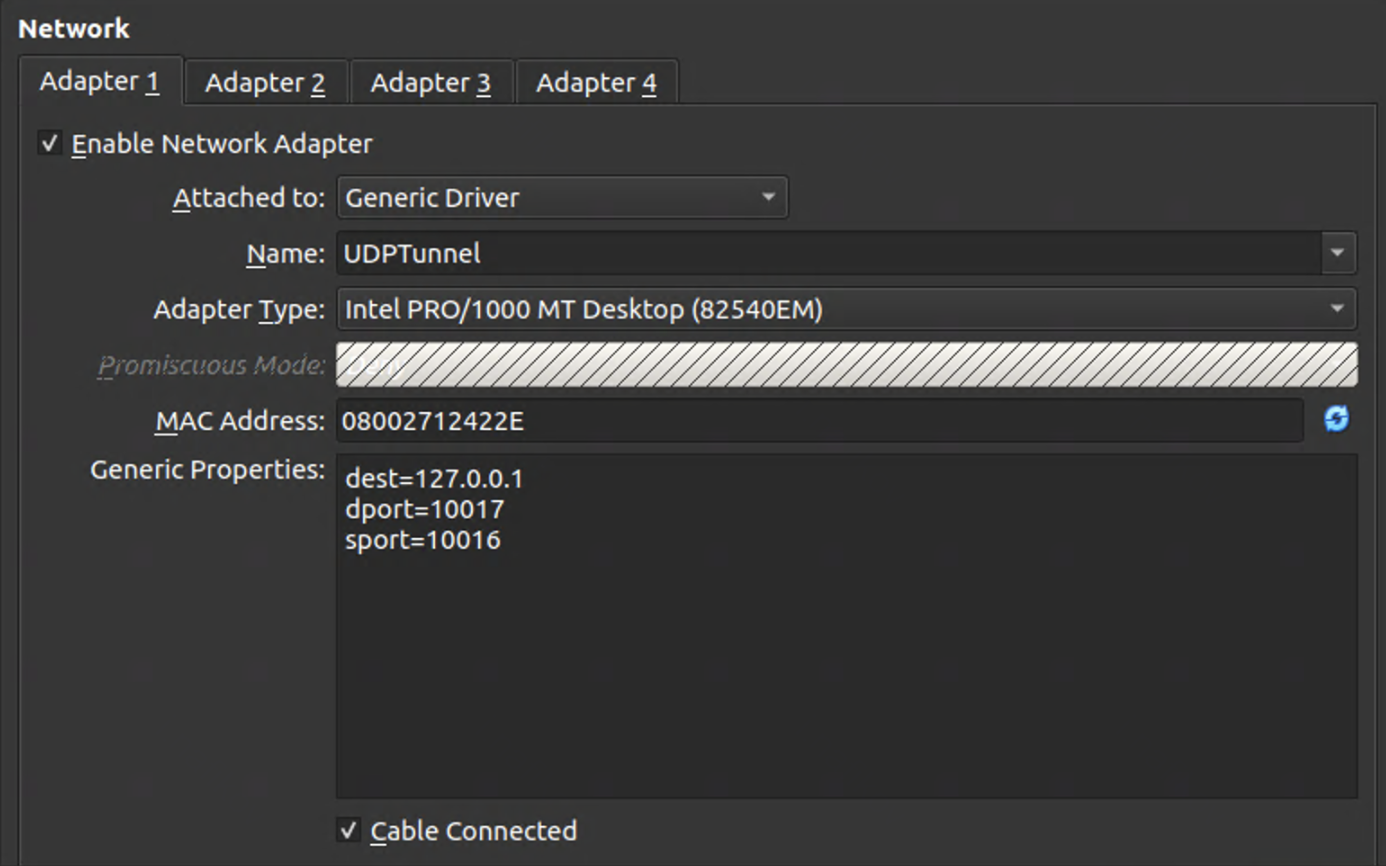 Network
Adapter 1 Adapter 2 Adapter 3 Adapter 4
Enable Network Adapter
Attached to: Generic Driver
Name: UDPTunnel
Adapter Type: Intel PRO/1000 MT Desktop (82540EM)
Promiscuous Mode: Deny
MAC Address: 08002712422E
Generic Properties: dest=127.0.0.1
dport=10017
sport=10016
Cable Connected